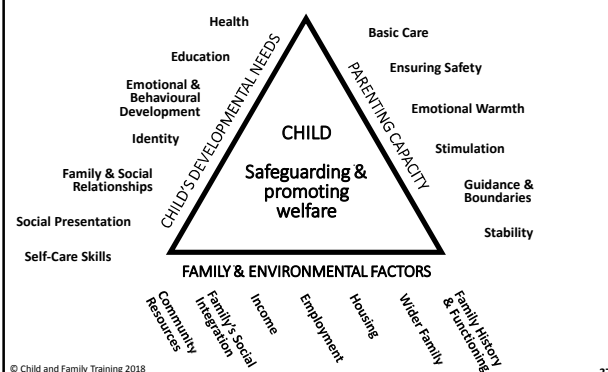 Health
Education
Emotional &
Behavioural
Development
Identity
Family & Social
Relationships
Social Presentation
Self-Care Skills
CHILD'S DEVELOPMENTAL NEEDS
CHILD
Safeguarding &
promoting
welfare
PARENTING CAPACITY
Basic Care
Ensuring Safety
Emotional Warmth
Stimulation
Guidance &
Boundaries
Stability
FAMILY & ENVIRONMENTAL FACTORS
Community
Resources
Family's Social
Integration
Income
Employment
Housing
Wider Family
Family History
& Functioning
© Child and Family Training 2018